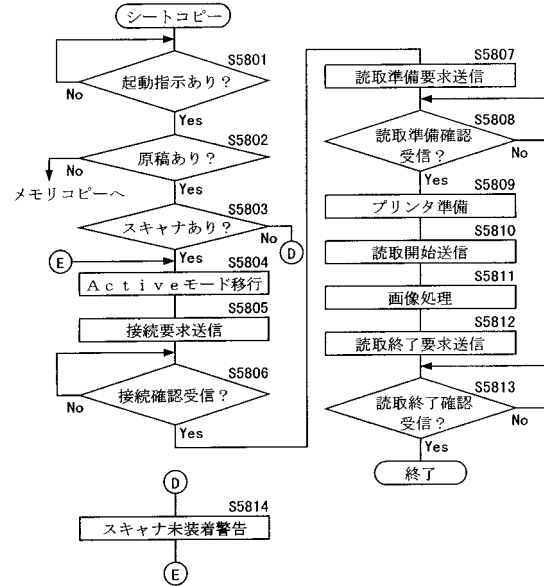 シートコピー
S5801
起動指示あり？
No
Yes
S5802
原稿あり？
No
Yes
メモリコピーへ
S5803
スキャナあり？
No
Yes
D
E
S5804
Ａｃｔｉｖｅモード移行
S5805
接続要求送信
S5806
接続確認受信？
No
Yes
D
S5814
スキャナ未装着警告
E
S5807
読取準備要求送信
S5808
読取準備確認
受信？
No
Yes
S5809
プリンタ準備
S5810
読取開始送信
S5811
画像処理
S5812
読取終了要求送信
S5813
読取終了確認
受信？
No
Yes
終了